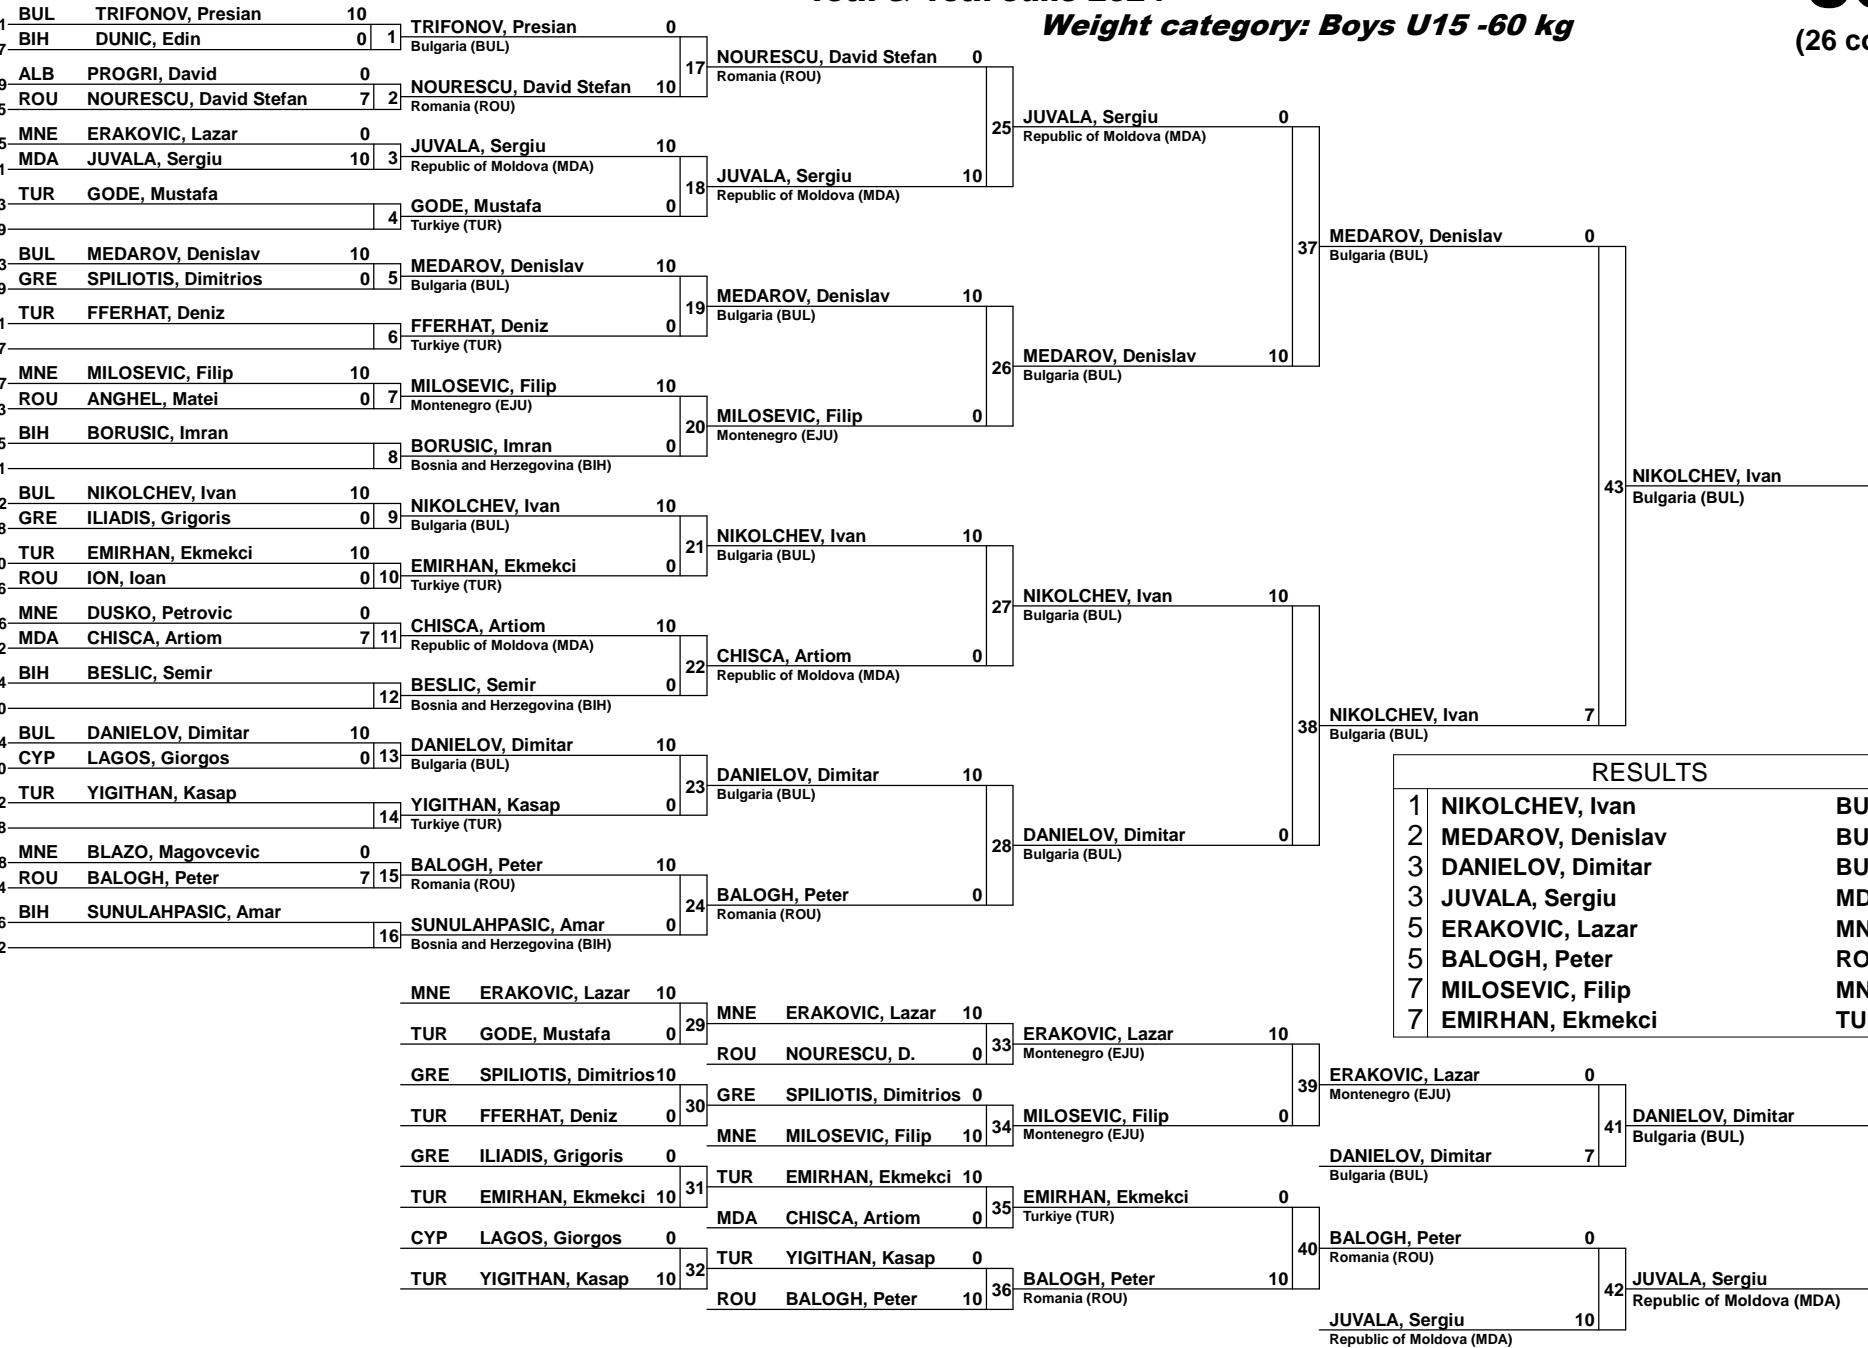 Weight category: Boys U15 -60 kg
(26 co
BUL TRIFONOV, Presian 10
BIH DUNIC, Edin 0 1
ALB PROGRI, David 0
ROU NOURESCU, David Stefan 7 2
MNE ERAKOVIC, Lazar 0
MDA JUVALA, Sergiu 10 3
TUR GODE, Mustafa
4
BUL MEDAROV, Denislav 10
GRE SPILIOTIS, Dimitrios 0 5
TUR FFERHAT, Deniz
6
MNE MILOSEVIC, Filip 10
ROU ANGHEL, Matei 0 7
BIH BORUSIC, Imran
8
BUL NIKOLCHEV, Ivan 10
GRE ILIADIS, Grigoris 0 9
TUR EMIRHAN, Ekmekci 10
ROU ION, Ioan 0 10
MNE DUSKO, Petrovic 0
MDA CHISCA, Artiom 7 11
BIH BESLIC, Semir
12
BUL DANIELOV, Dimitar 10
CYP LAGOS, Giorgos 0 13
TUR YIGITHAN, Kasap
14
MNE BLAZO, Magovcevic 0
ROU BALOGH, Peter 7 15
BIH SUNULAHPASIC, Amar
16
TRIFONOV, Presian 0
Bulgaria (BUL)
17
NOURESCU, David Stefan 10
Romania (ROU)
JUVALA, Sergiu 10
Republic of Moldova (MDA)
18
GODE, Mustafa 0
Turkiye (TUR)
MEDAROV, Denislav 10
Bulgaria (BUL)
19
FFERHAT, Deniz 0
Turkiye (TUR)
MILOSEVIC, Filip 10
Montenegro (EJU)
20
BORUSIC, Imran 0
Bosnia and Herzegovina (BIH)
NIKOLCHEV, Ivan 10
Bulgaria (BUL)
21
EMIRHAN, Ekmekci 0
Turkiye (TUR)
CHISCA, Artiom 10
Republic of Moldova (MDA)
22
BESLIC, Semir 0
Bosnia and Herzegovina (BIH)
DANIELOV, Dimitar 10
Bulgaria (BUL)
23
YIGITHAN, Kasap 0
Turkiye (TUR)
BALOGH, Peter 10
Romania (ROU)
24
SUNULAHPASIC, Amar 0
Bosnia and Herzegovina (BIH)
NOURESCU, David Stefan 0
Romania (ROU)
25
JUVALA, Sergiu 10
Republic of Moldova (MDA)
MEDAROV, Denislav 10
Bulgaria (BUL)
26
MILOSEVIC, Filip 0
Montenegro (EJU)
NIKOLCHEV, Ivan 10
Bulgaria (BUL)
27
CHISCA, Artiom 0
Republic of Moldova (MDA)
DANIELOV, Dimitar 10
Bulgaria (BUL)
28
BALOGH, Peter 0
Romania (ROU)
JUVALA, Sergiu 0
Republic of Moldova (MDA)
37
MEDAROV, Denislav 10
Bulgaria (BUL)
NIKOLCHEV, Ivan 10
Bulgaria (BUL)
38
DANIELOV, Dimitar 0
Bulgaria (BUL)
MEDAROV, Denislav 0
Bulgaria (BUL)
43
NIKOLCHEV, Ivan 7
Bulgaria (BUL)
NIKOLCHEV, Ivan
Bulgaria (BUL)
RESULTS
1 NIKOLCHEV, Ivan BU
2 MEDAROV, Denislav BU
3 DANIELOV, Dimitar BU
3 JUVALA, Sergiu MD
5 ERAKOVIC, Lazar MN
5 BALOGH, Peter RO
7 MILOSEVIC, Filip MN
7 EMIRHAN, Ekmekci TU
MNE ERAKOVIC, Lazar 10
29
TUR GODE, Mustafa 0
GRE SPILIOTIS, Dimitrios 10
30
TUR FFERHAT, Deniz 0
GRE ILIADIS, Grigoris 0
31
TUR EMIRHAN, Ekmekci 10
CYP LAGOS, Giorgos 0
32
TUR YIGITHAN, Kasap 10
MNE ERAKOVIC, Lazar 10
33
ROU NOURESCU, D. 0
GRE SPILIOTIS, Dimitrios 0
34
MNE MILOSEVIC, Filip 10
TUR EMIRHAN, Ekmekci 10
35
MDA CHISCA, Artiom 0
TUR YIGITHAN, Kasap 0
36
ROU BALOGH, Peter 10
ERAKOVIC, Lazar 10
Montenegro (EJU)
39
MILOSEVIC, Filip 0
Montenegro (EJU)
EMIRHAN, Ekmekci 0
Turkiye (TUR)
40
BALOGH, Peter 10
Romania (ROU)
ERAKOVIC, Lazar 0
Montenegro (EJU)
41
DANIELOV, Dimitar 7
Bulgaria (BUL)
BALOGH, Peter 0
Romania (ROU)
42
JUVALA, Sergiu 10
Republic of Moldova (MDA)
DANIELOV, Dimitar
Bulgaria (BUL)
JUVALA, Sergiu
Republic of Moldova (MDA)